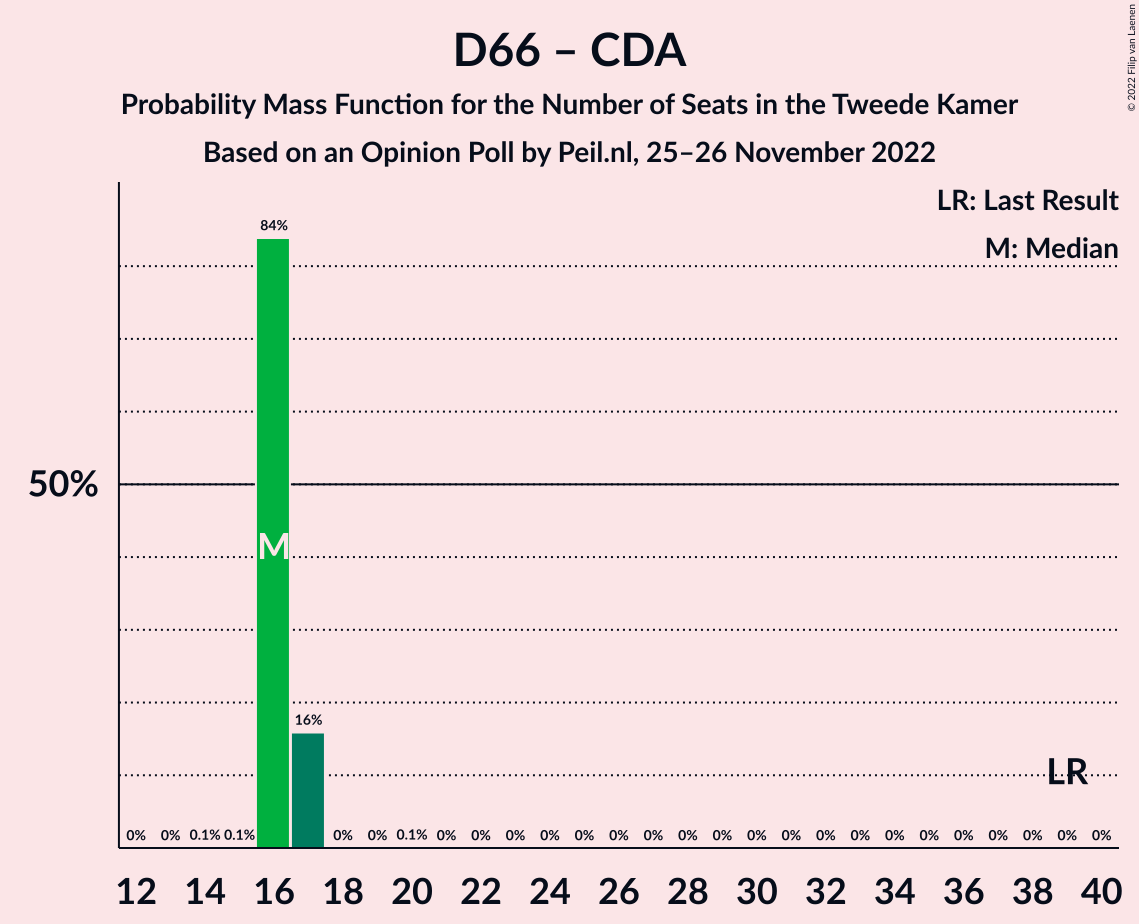 D66 – CDA
Probability Mass Function for the Number of Seats in the Tweede Kamer
Based on an Opinion Poll by Peil.nl, 25–26 November 2022
© 2022 Filip van Laenen
LR: Last Result
M: Median
84%
50%
M
16%
LR
0% 0% 0.1% 0.1% 0% 0% 0.1% 0% 0% 0% 0% 0% 0% 0% 0% 0% 0% 0% 0% 0% 0% 0% 0% 0% 0% 0% 0%
12 14 16 18 20 22 24 26 28 30 32 34 36 38 40